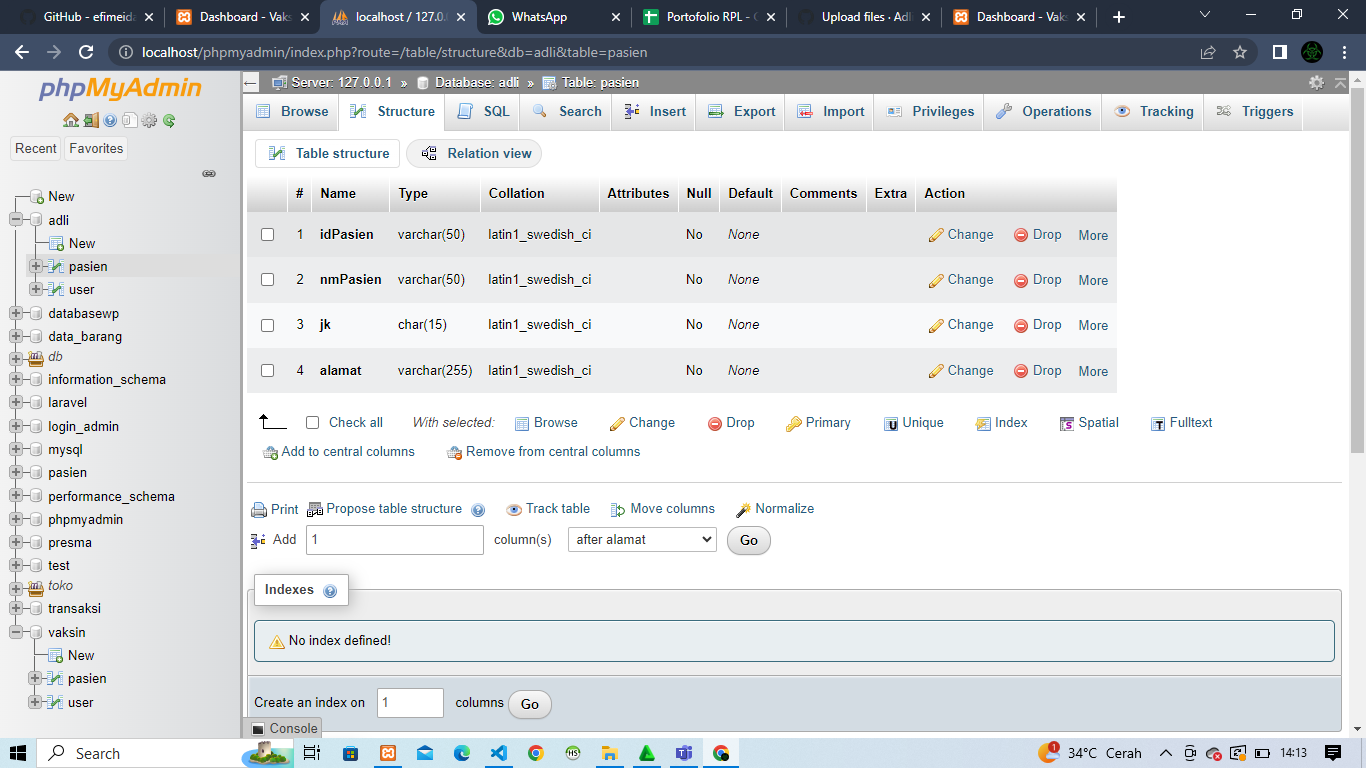 GitHub - efimeida
Dashboard - Vaks
localhost / 127.0.
WhatsApp
Portofolio RPL - G
Upload files · Adl
Dashboard - Vaks
localhost/phpmyadmin/index.php?route=/table/structure&db=adli&table=pasien
phpMyAdmin
Recent Favorites
New
adli
New
pasien
user
databasewp
data_barang
db
information_schema
laravel
login_admin
mysql
pasien
performance_schema
phpmyadmin
presma
test
toko
transaksi
vaksin
New
pasien
user
Server: 127.0.0.1 » Database: adli » Table: pasien
Browse Structure SQL Search Insert Export Import Privileges Operations Tracking Triggers
Table structure Relation view
# Name Type Collation Attributes Null Default Comments Extra Action
1 idPasien varchar(50) latin1_swedish_ci No None Change Drop More
2 nmPasien varchar(50) latin1_swedish_ci No None Change Drop More
3 jk char(15) latin1_swedish_ci No None Change Drop More
4 alamat varchar(255) latin1_swedish_ci No None Change Drop More
Check all With selected: Browse Change Drop Primary Unique Index Spatial Fulltext
Add to central columns Remove from central columns
Print Propose table structure Track table Move columns Normalize
Add 1 column(s) after alamat Go
Indexes
No index defined!
Create an index on 1 columns Go
Console
Search 34°C Cerah 14:13